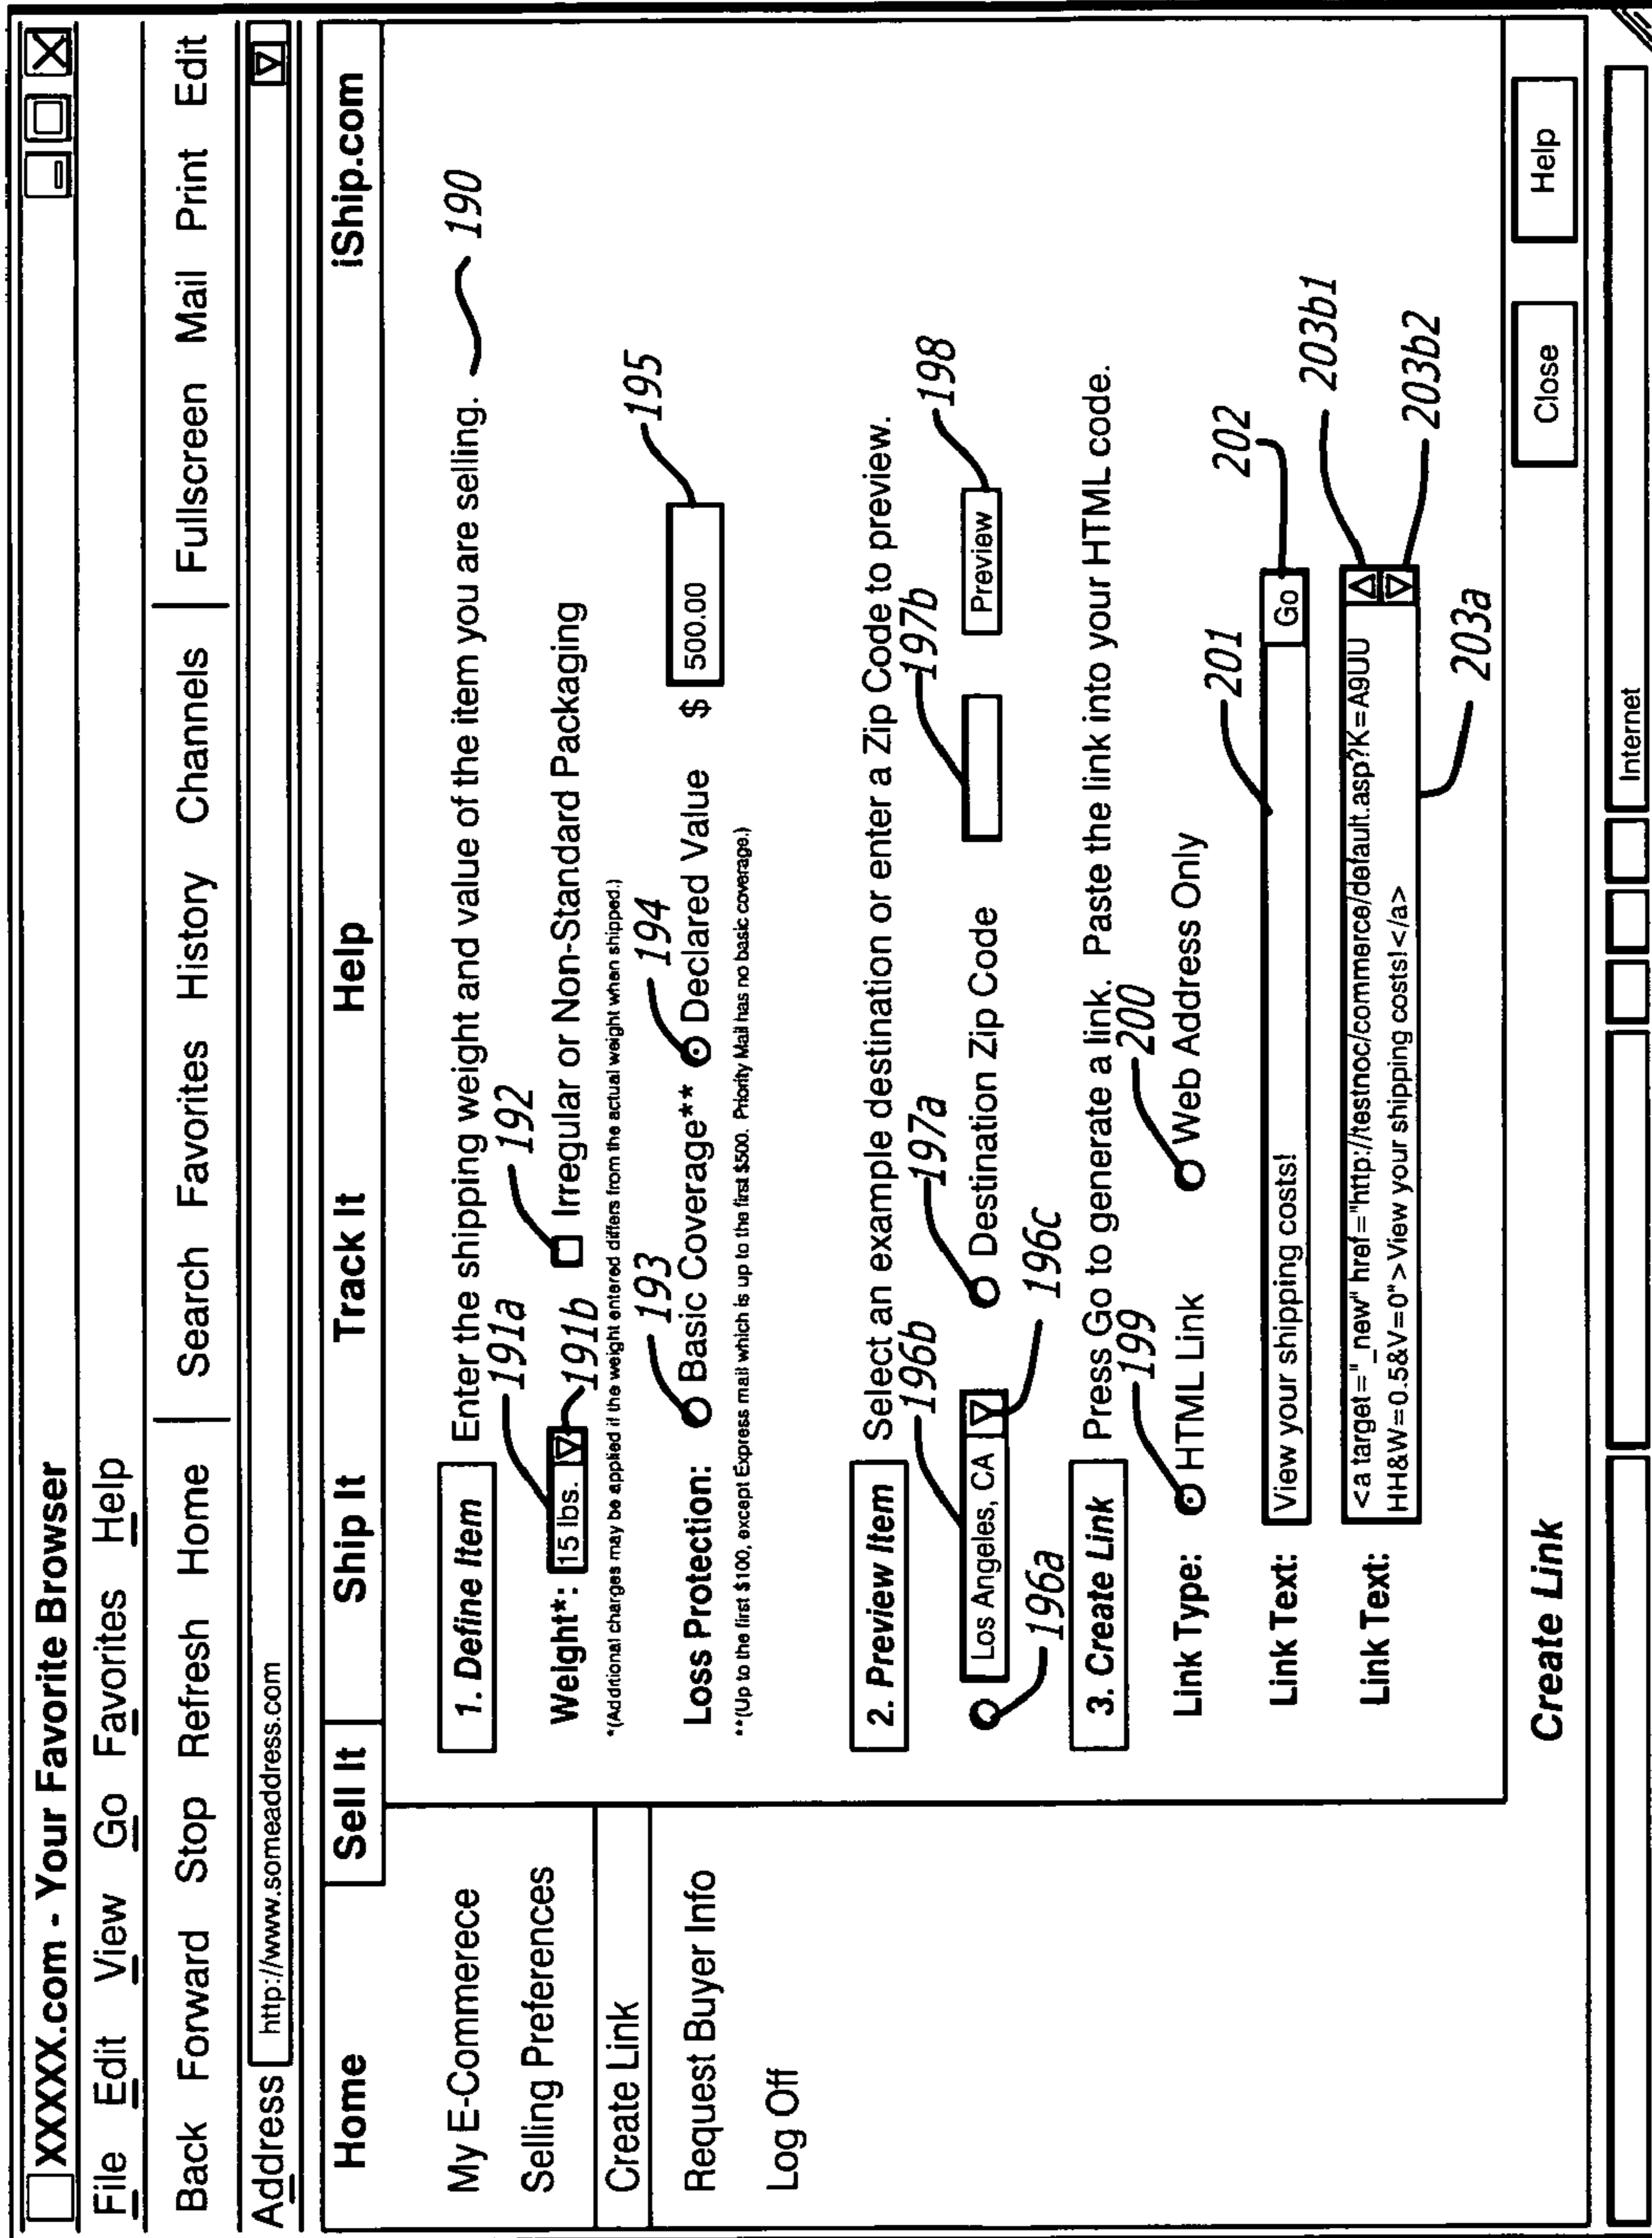 XXXXX.com - Your Favorite Browser
File Edit View Go Favorites Help
Back Forward Stop Refresh Home Search Favorites History Channels Fullscreen Mail Print Edit
Address http://www.someaddress.com
Home Sell It Ship It Track It Help iShip.com
My E-Commerece
Selling Preferences
Create Link
Request Buyer Info
Log Off
1. Define Item Enter the shipping weight and value of the item you are selling. 190
191a 192
Weight*: 15 lbs. 191b Irregular or Non-Standard Packaging
*(Additional charges may be applied if the weight entered differs from the actual weight when shipped.)
193 194 195
Loss Protection: Basic Coverage** Declared Value $ 500.00
**(Up to the first $100, except Express mail which is up to the first $500. Priority Mail has no basic coverage.)
2. Preview Item Select an example destination or enter a Zip Code to preview.
196b 197a 197b 198
Los Angeles, CA Destination Zip Code Preview
196a 196c
3. Create Link Press Go to generate a link. Paste the link into your HTML code.
199 200
Link Type: HTML Link Web Address Only
201 202
Link Text: View your shipping costs! Go
203b1
Link Text: <a target="_new" href="http://testnoc/commerce/default.asp?K=A9UU
HH&W=0.5&V=0">View your shipping costs!</a>
203b2
203a
Create Link Close Help
Internet